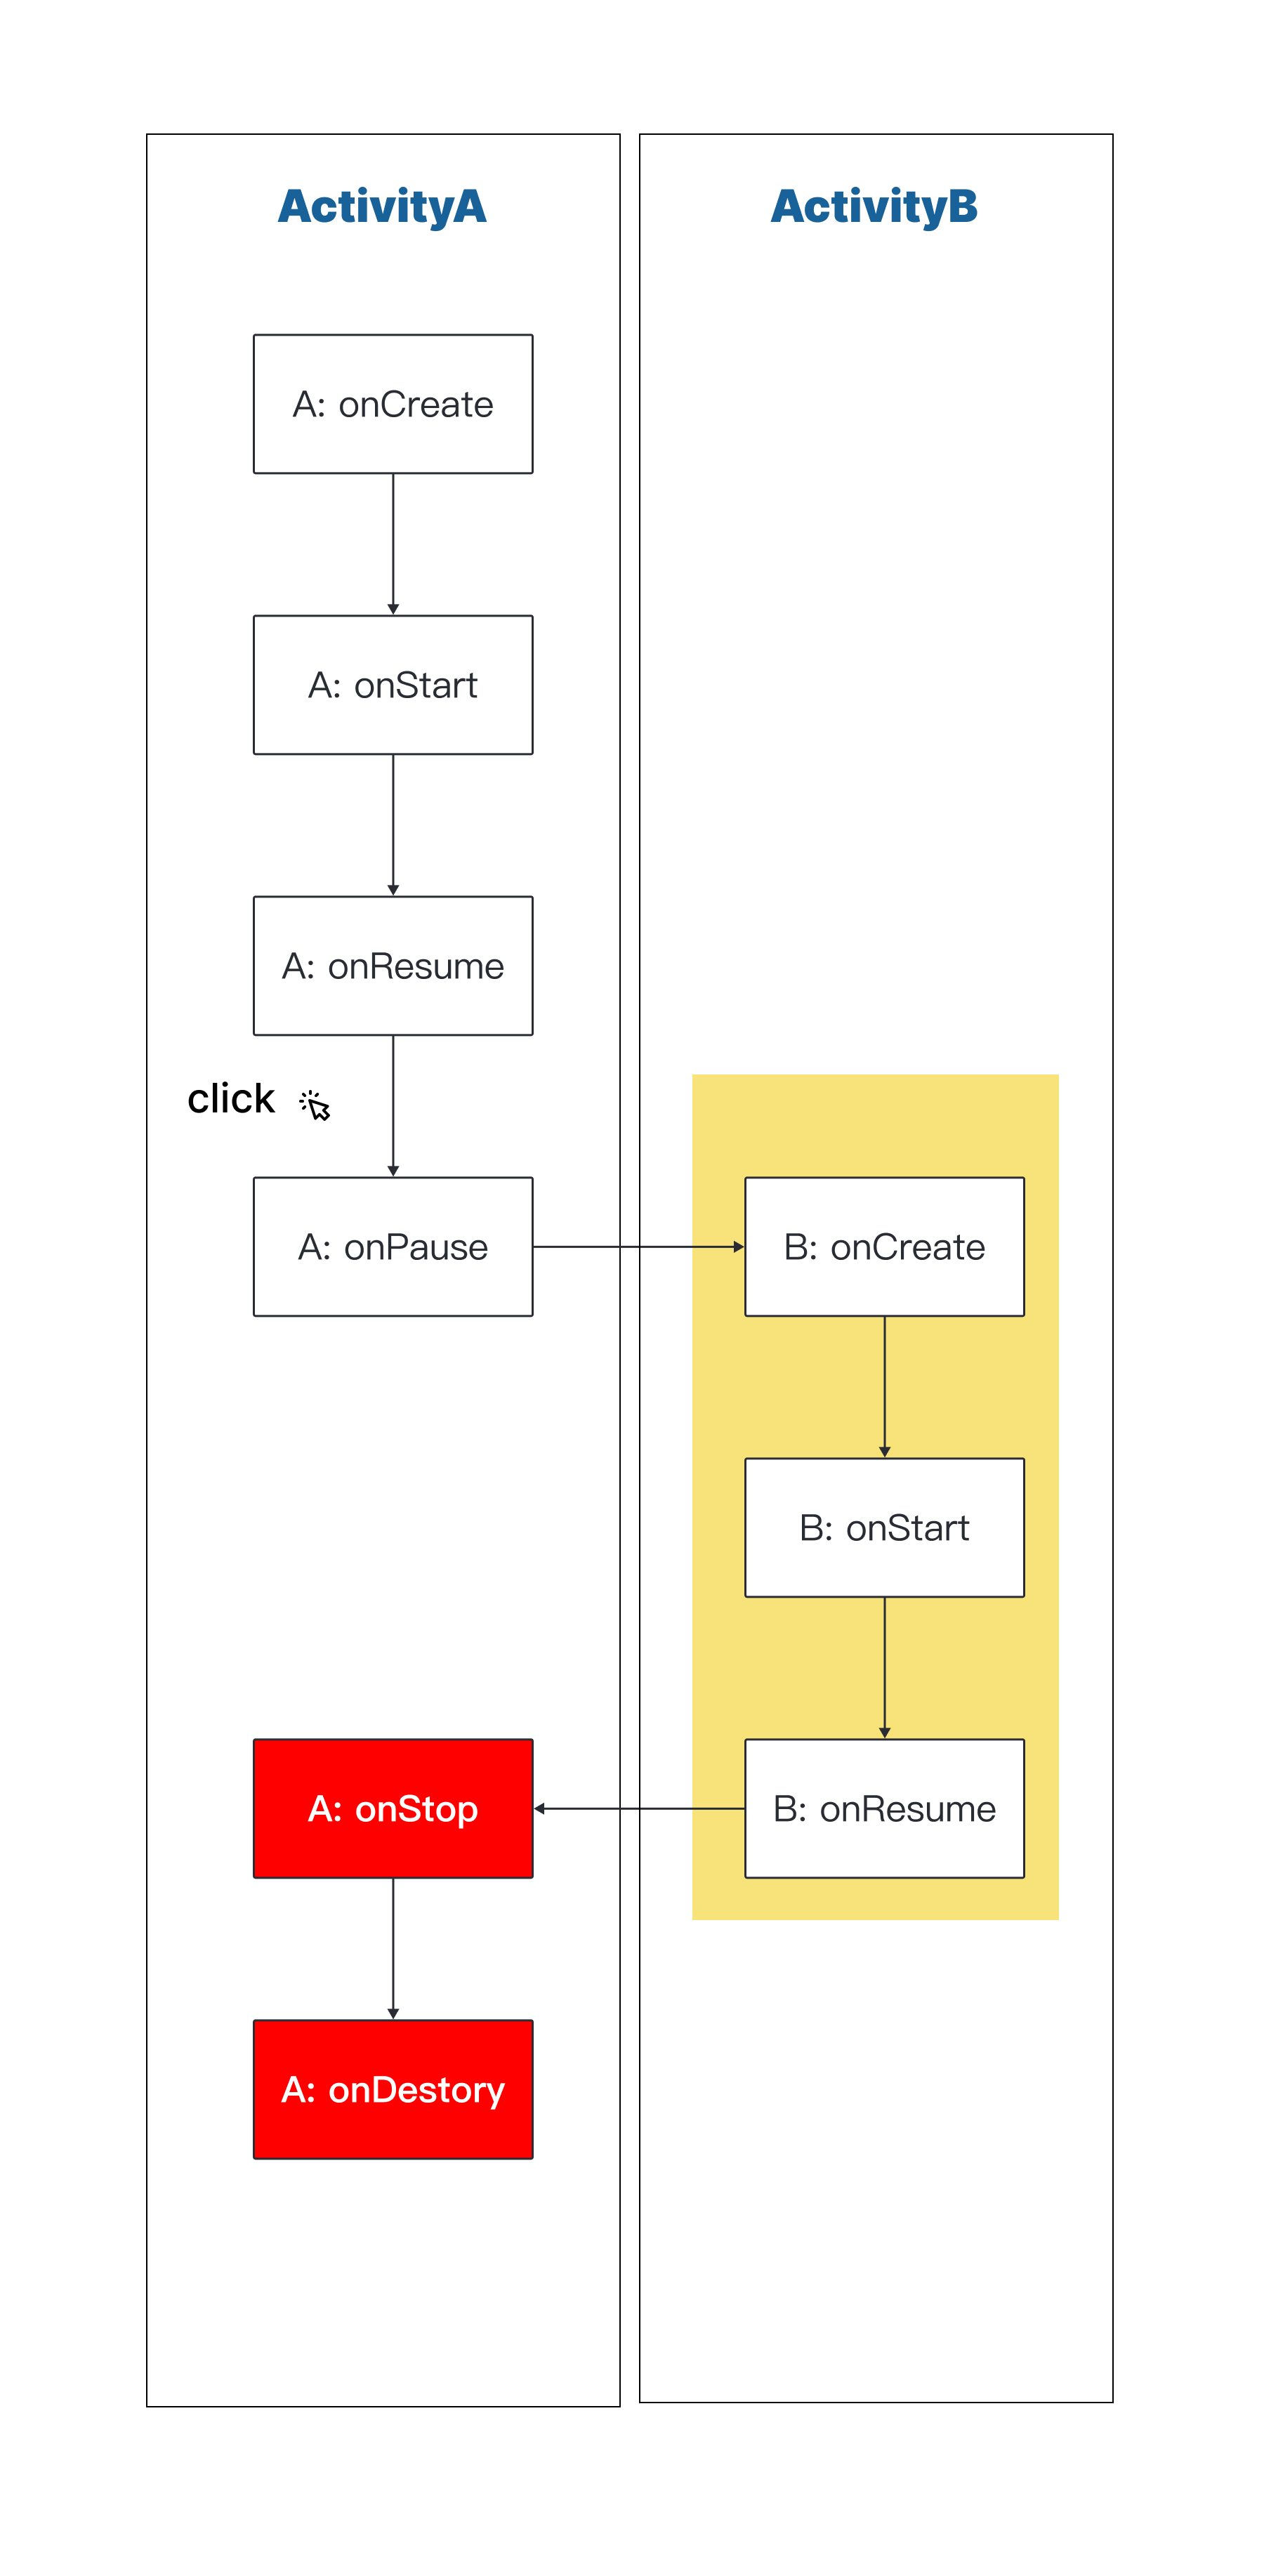 ActivityA
ActivityB
A: onCreate
A: onStart
A: onResume
click
A: onPause
B: onCreate
B: onStart
B: onResume
A: onStop
A: onDestory